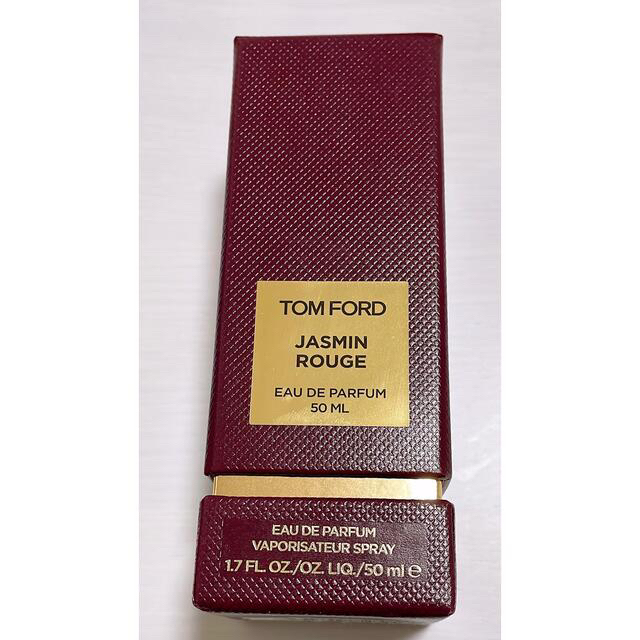 TOM FORD
JASMIN
ROUGE
EAU DE PARFUM
50 ML
EAU DE PARFUM
VAPORISATEUR SPRAY
1.7 FL. OZ./OZ. LIQ./50 ml ℮